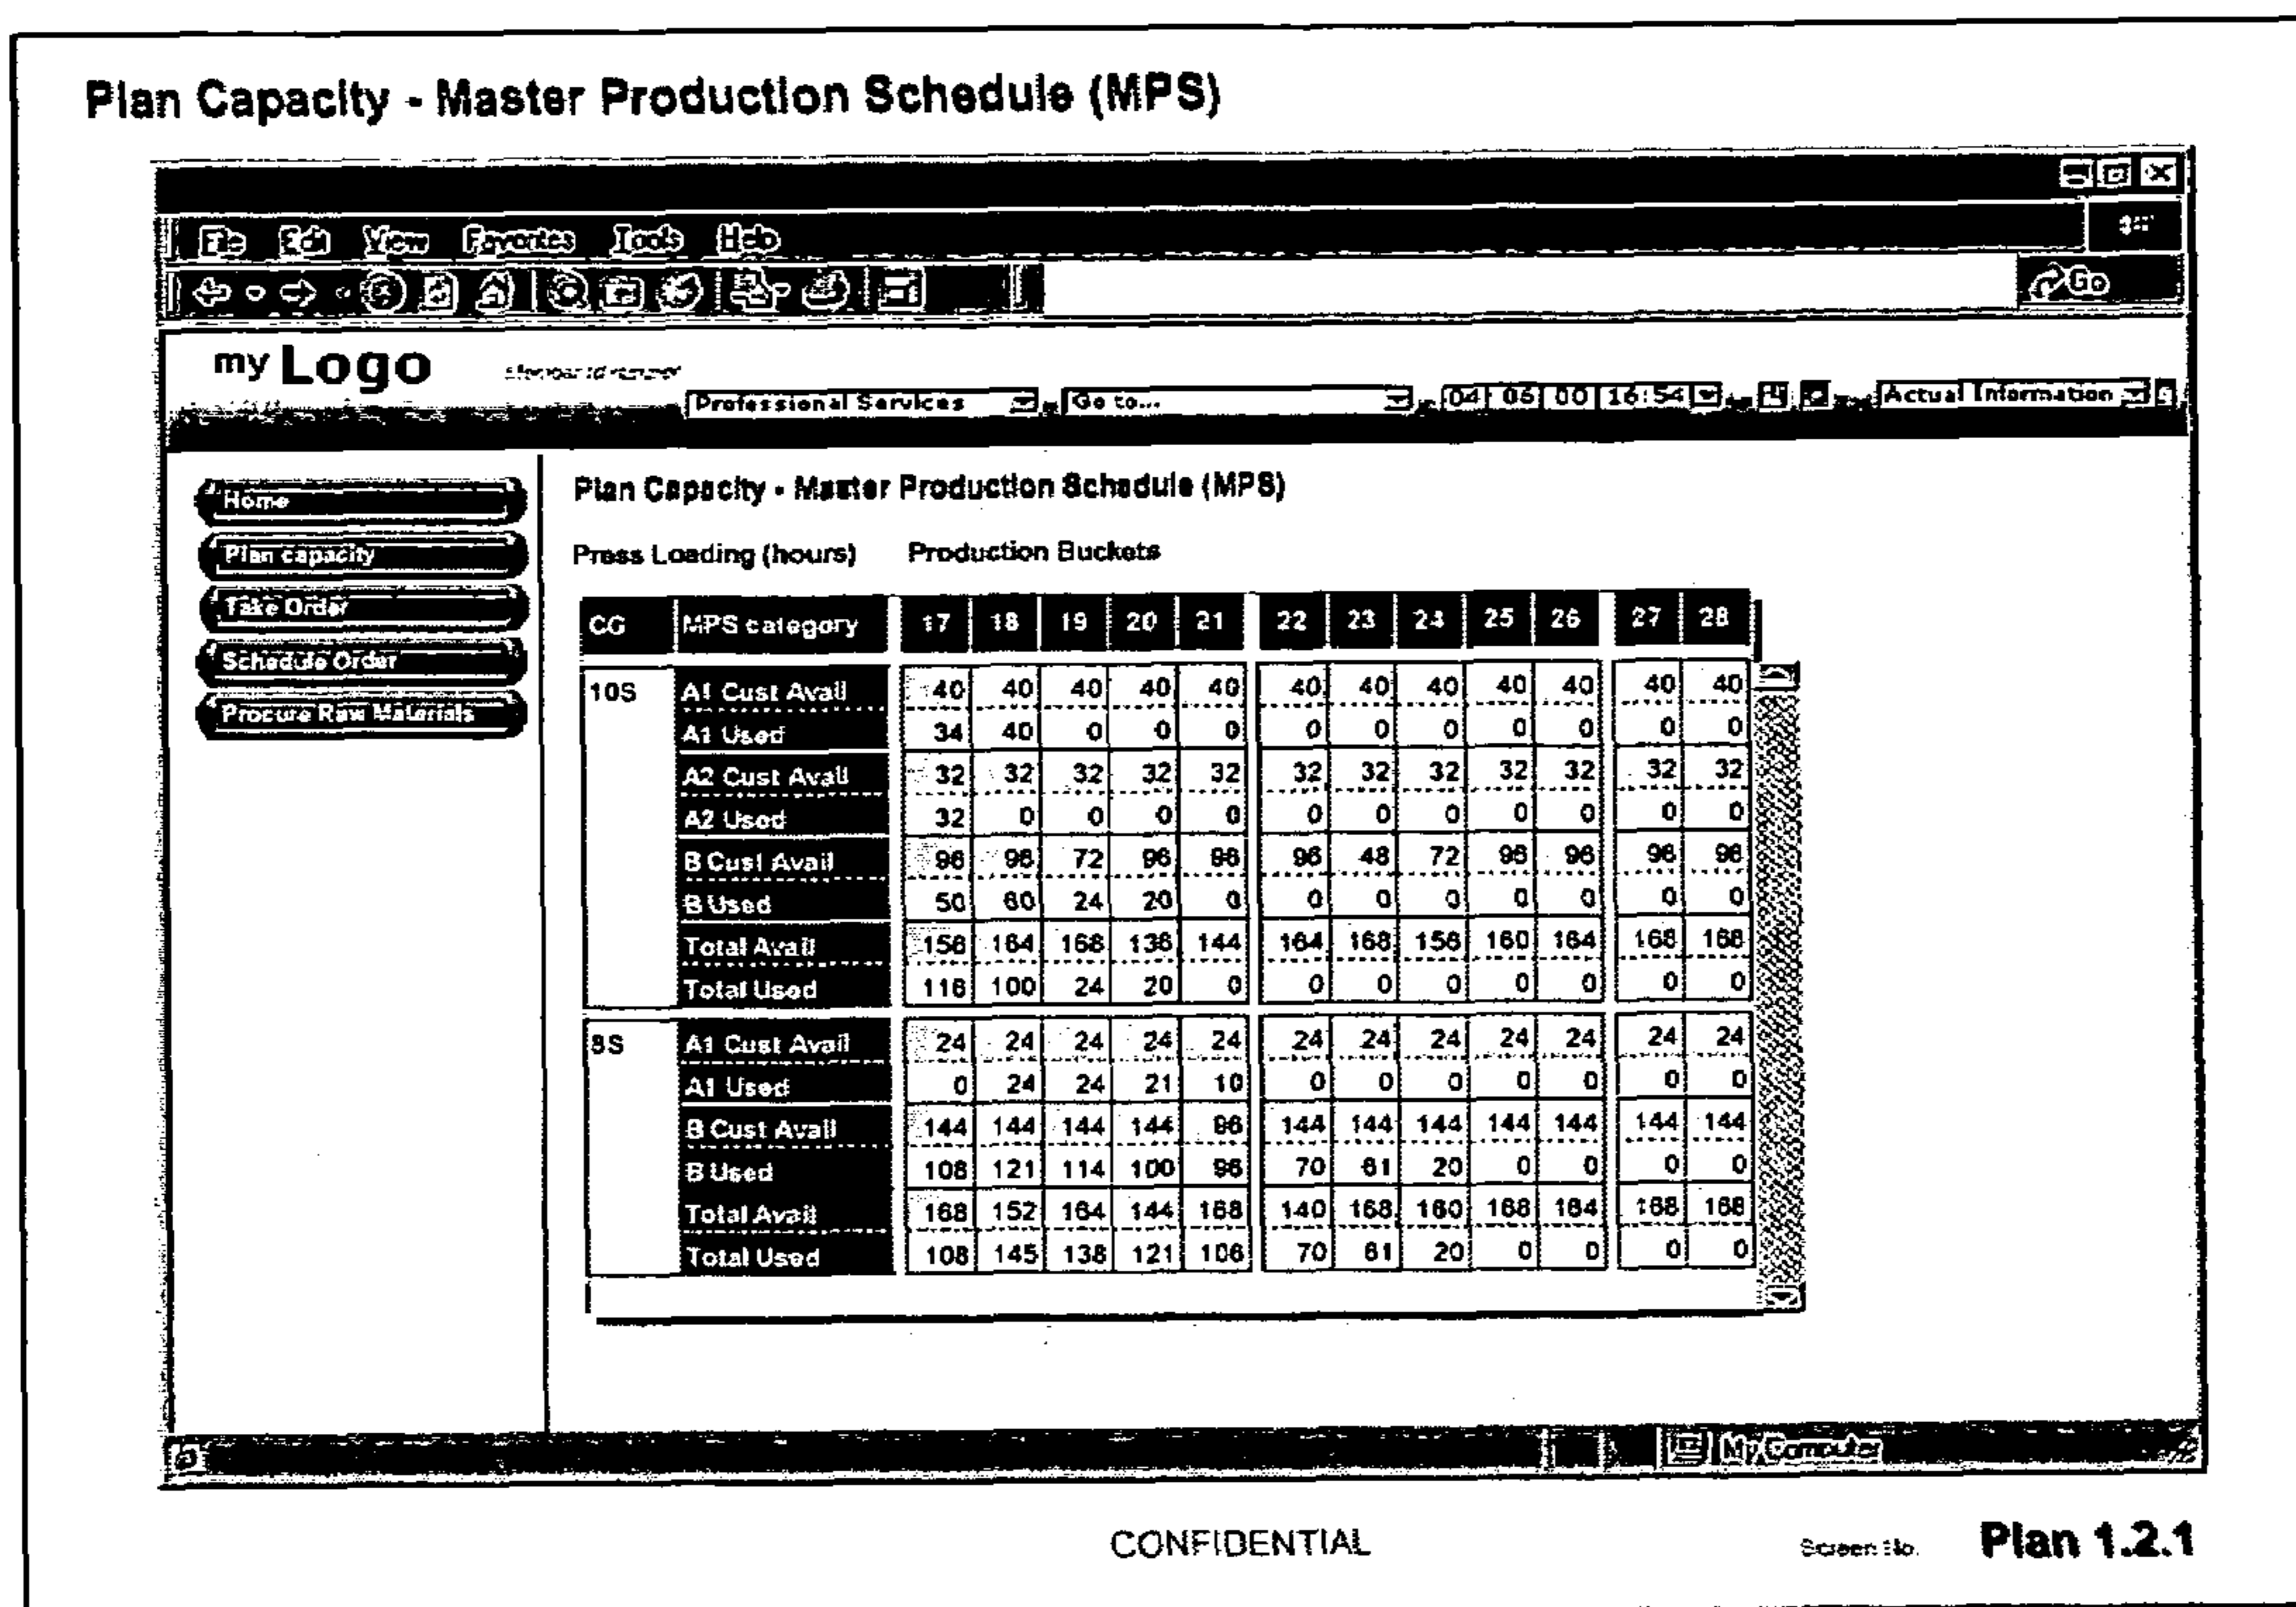 Plan Capacity - Master Production Schedule (MPS)
File Edit View Favorites Tools Help
Go
my Logo
Professional Services Go to... 04 06 00 16:54 Actual Information
Home
Plan capacity
Take Order
Schedule Order
Procure Raw Materials
Plan Capacity - Master Production Schedule (MPS)
Press Loading (hours) Production Buckets
CG MPS category 17 18 19 20 21 22 23 24 25 26 27 28
10S A1 Cust Avail 40 40 40 40 40 40 40 40 40 40 40 40
A1 Used 34 40 0 0 0 0 0 0 0 0 0 0
A2 Cust Avail 32 32 32 32 32 32 32 32 32 32 32 32
A2 Used 32 0 0 0 0 0 0 0 0 0 0 0
B Cust Avail 96 96 72 96 96 96 48 72 96 96 96 96
B Used 50 60 24 20 0 0 0 0 0 0 0 0
Total Avail 156 164 168 136 144 164 168 156 160 164 168 168
Total Used 116 100 24 20 0 0 0 0 0 0 0 0
8S A1 Cust Avail 24 24 24 24 24 24 24 24 24 24 24 24
A1 Used 0 24 24 21 10 0 0 0 0 0 0 0
B Cust Avail 144 144 144 144 96 144 144 144 144 144 144 144
B Used 108 121 114 100 96 70 61 20 0 0 0 0
Total Avail 168 152 164 144 168 140 168 160 168 164 168 168
Total Used 108 145 138 121 106 70 61 20 0 0 0 0
My Computer
CONFIDENTIAL
Screen No. Plan 1.2.1